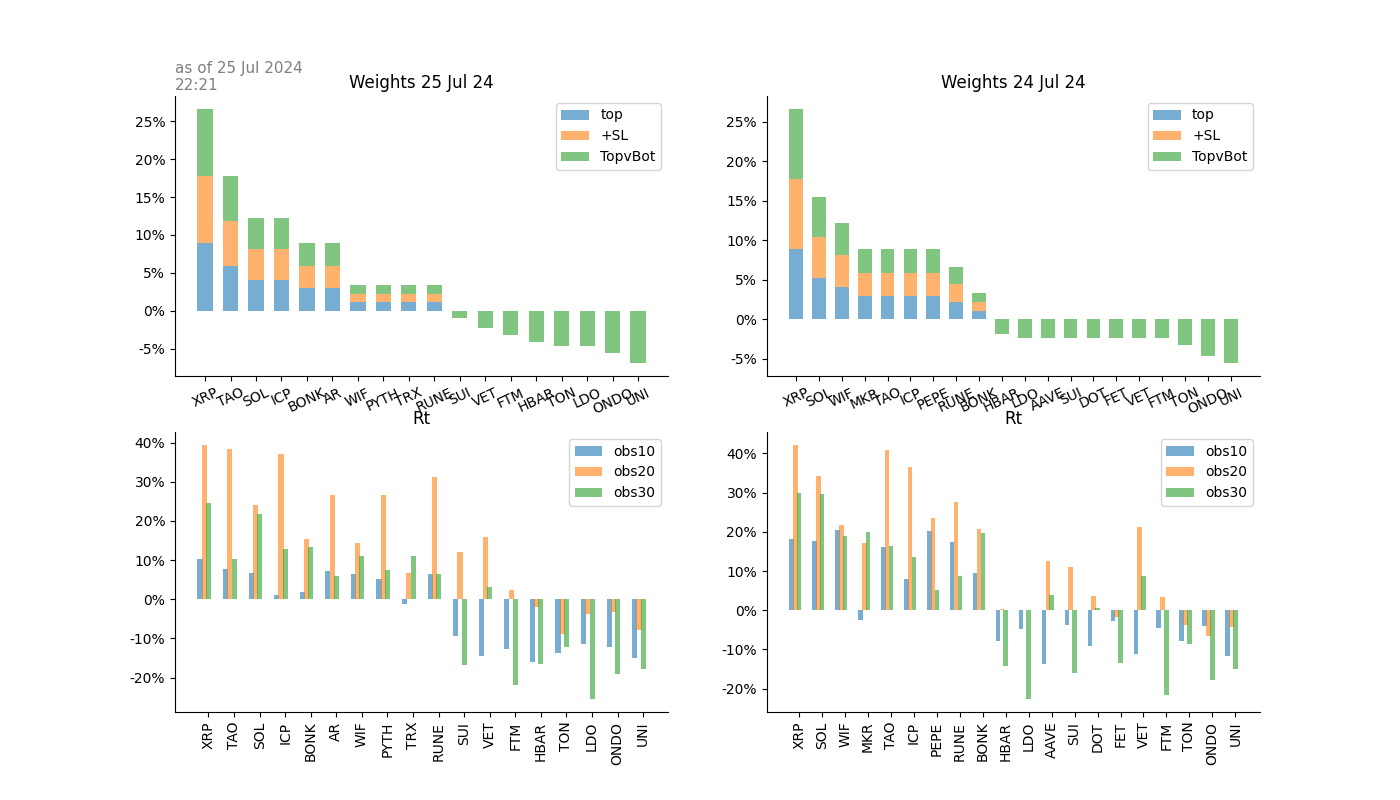 as of 25 Jul 2024
22:21
Weights 25 Jul 24
25%
20%
15%
10%
5%
0%
-5%
top
+SL
TopvBot
XRP TAO SOL ICP BONK AR WIF PYTH TRX RUNE SUI VET FTM HBAR TON LDO ONDO UNI
Weights 24 Jul 24
25%
20%
15%
10%
5%
0%
-5%
top
+SL
TopvBot
XRP SOL WIF MKR TAO ICP PEPE RUNE BONK HBAR LDO AAVE SUI DOT FET VET FTM TON ONDO UNI
Rt
40%
30%
20%
10%
0%
-10%
-20%
obs10
obs20
obs30
XRP TAO SOL ICP BONK AR WIF PYTH TRX RUNE SUI VET FTM HBAR TON LDO ONDO UNI
Rt
40%
30%
20%
10%
0%
-10%
-20%
obs10
obs20
obs30
XRP SOL WIF MKR TAO ICP PEPE RUNE BONK HBAR LDO AAVE SUI DOT FET VET FTM TON ONDO UNI